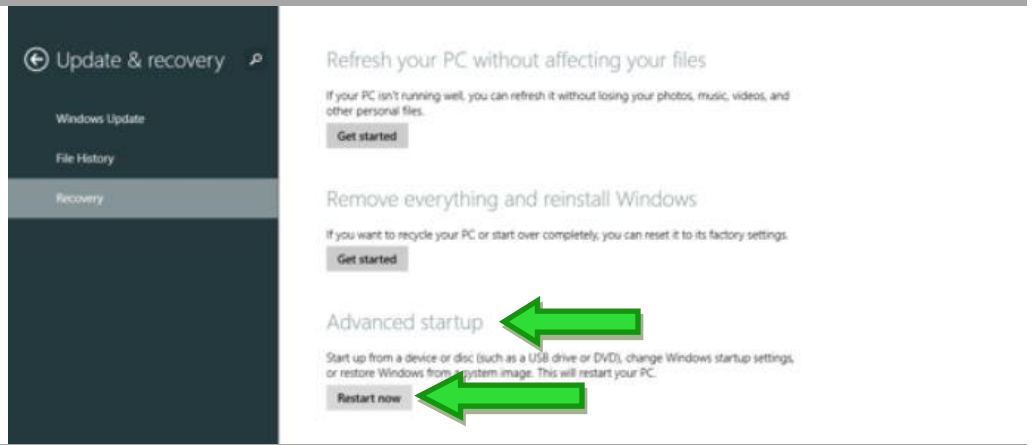 Update & recovery
Windows Update
File History
Recovery
Refresh your PC without affecting your files
If your PC isn't running well, you can refresh it without losing your photos, music, videos, and
other personal files.
Get started
Remove everything and reinstall Windows
If you want to recycle your PC or start over completely, you can reset it to its factory settings.
Get started
Advanced startup
Start up from a device or disc (such as a USB drive or DVD), change Windows startup settings,
or restore Windows from a system image. This will restart your PC.
Restart now